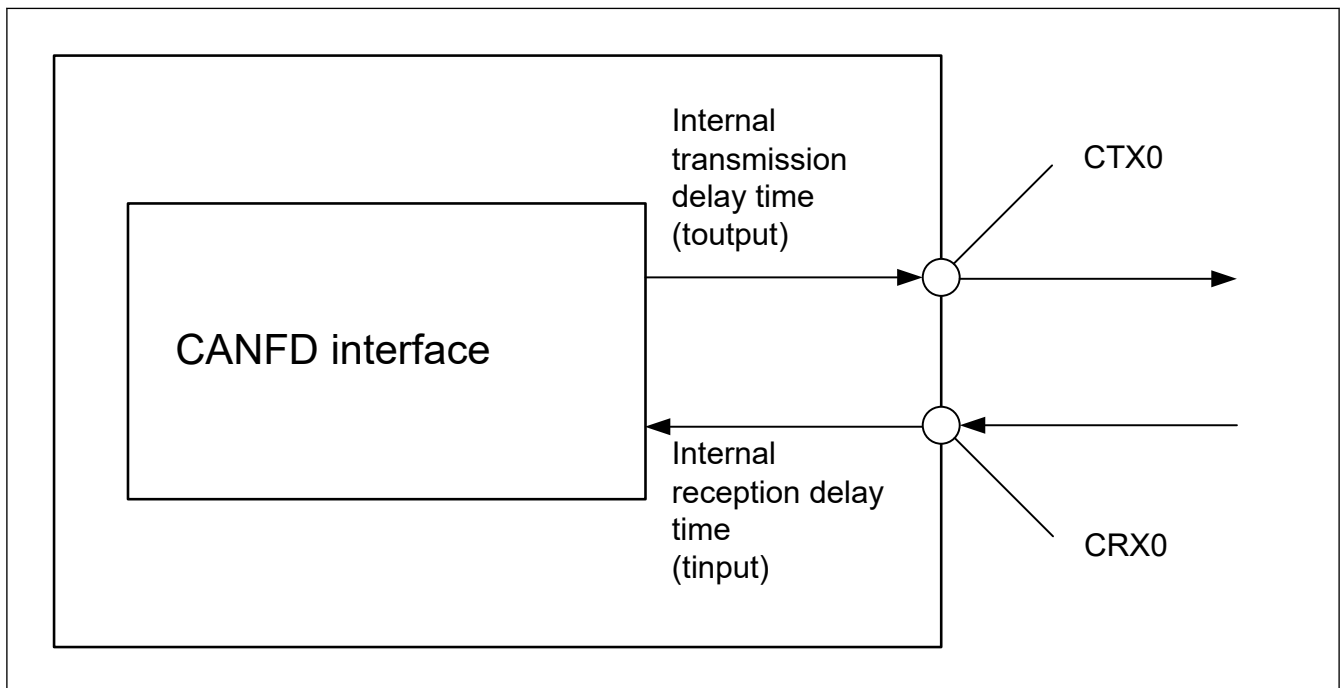 Internal
transmission
delay time
(toutput)
CTX0
CANFD interface
Internal
reception delay
time
(tinput)
CRX0